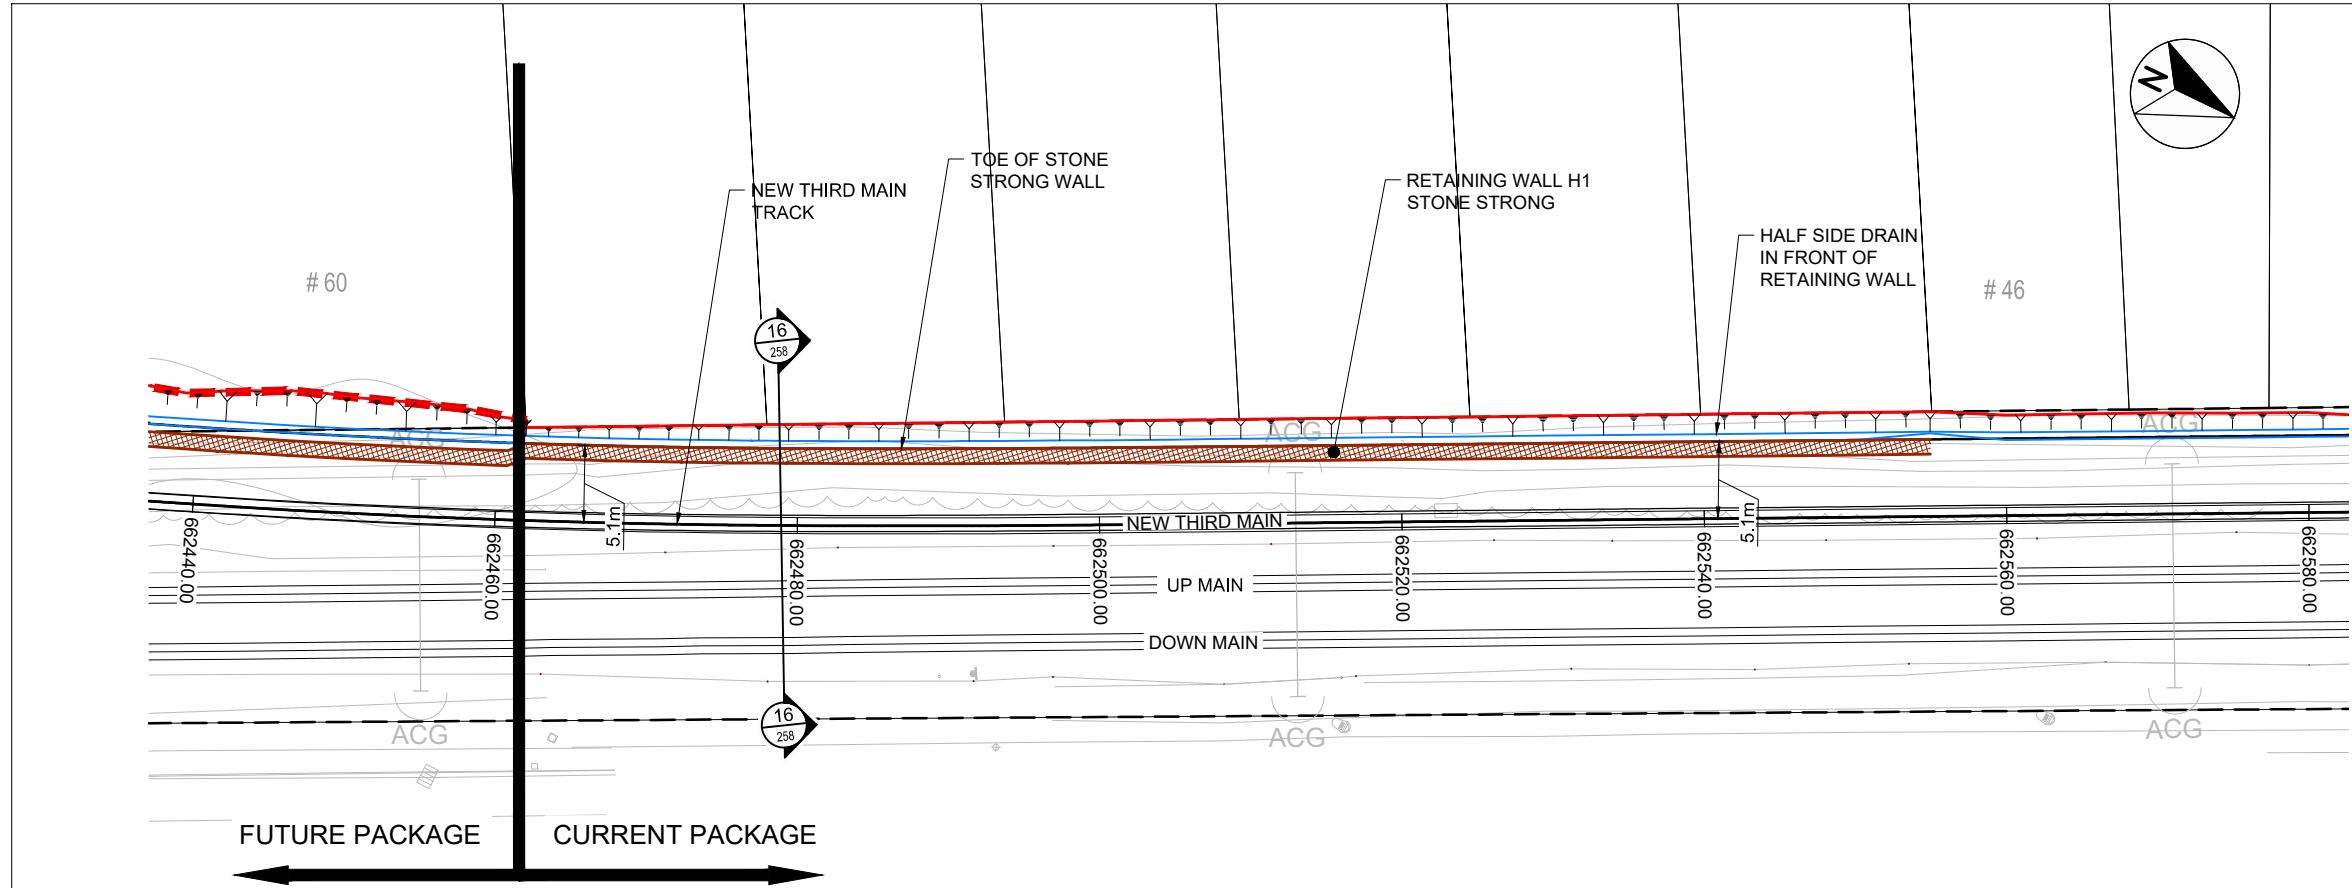 N
TOE OF STONE
STRONG WALL
NEW THIRD MAIN
TRACK
RETAINING WALL H1
STONE STRONG
HALF SIDE DRAIN
IN FRONT OF
RETAINING WALL
# 60
# 46
16
258
ACG
ACG
ACG
5.1m
NEW THIRD MAIN
5.1m
662440.00
662460.00
662480.00
662500.00
662520.00
662540.00
662560.00
662580.00
UP MAIN
DOWN MAIN
16
258
ACG
ACG
ACG
FUTURE PACKAGE
CURRENT PACKAGE